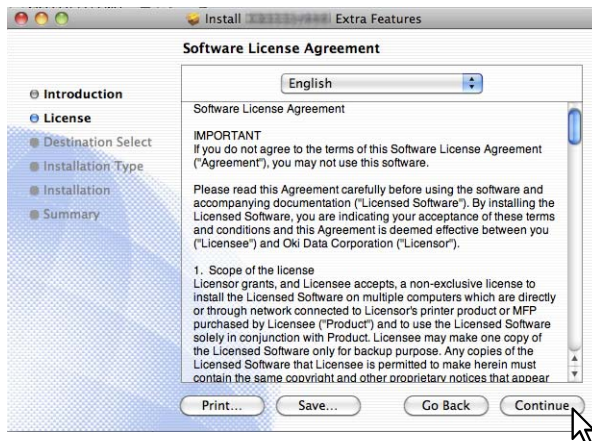 Install Extra Features
Software License Agreement
English
Introduction
License
Destination Select
Installation Type
Installation
Summary
Software License Agreement
IMPORTANT
If you do not agree to the terms of this Software License Agreement
("Agreement"), you may not use this software.
Please read this Agreement carefully before using the software and
accompanying documentation ("Licensed Software"). By installing the
Licensed Software, you are indicating your acceptance of these terms
and conditions and this Agreement is deemed effective between you
("Licensee") and Oki Data Corporation ("Licensor").
1. Scope of the license
Licensor grants, and Licensee accepts, a non-exclusive license to
install the Licensed Software on multiple computers which are directly
or through network connected to Licensor's printer product or MFP
purchased by Licensee ("Product") and to use the Licensed Software
solely in conjunction with Product. Licensee may make one copy of
the Licensed Software only for backup purpose. Any copies of the
Licensed Software that Licensee is permitted to make herein must
contain the same copyright and other proprietary notices that appear
Print...
Save...
Go Back
Continue